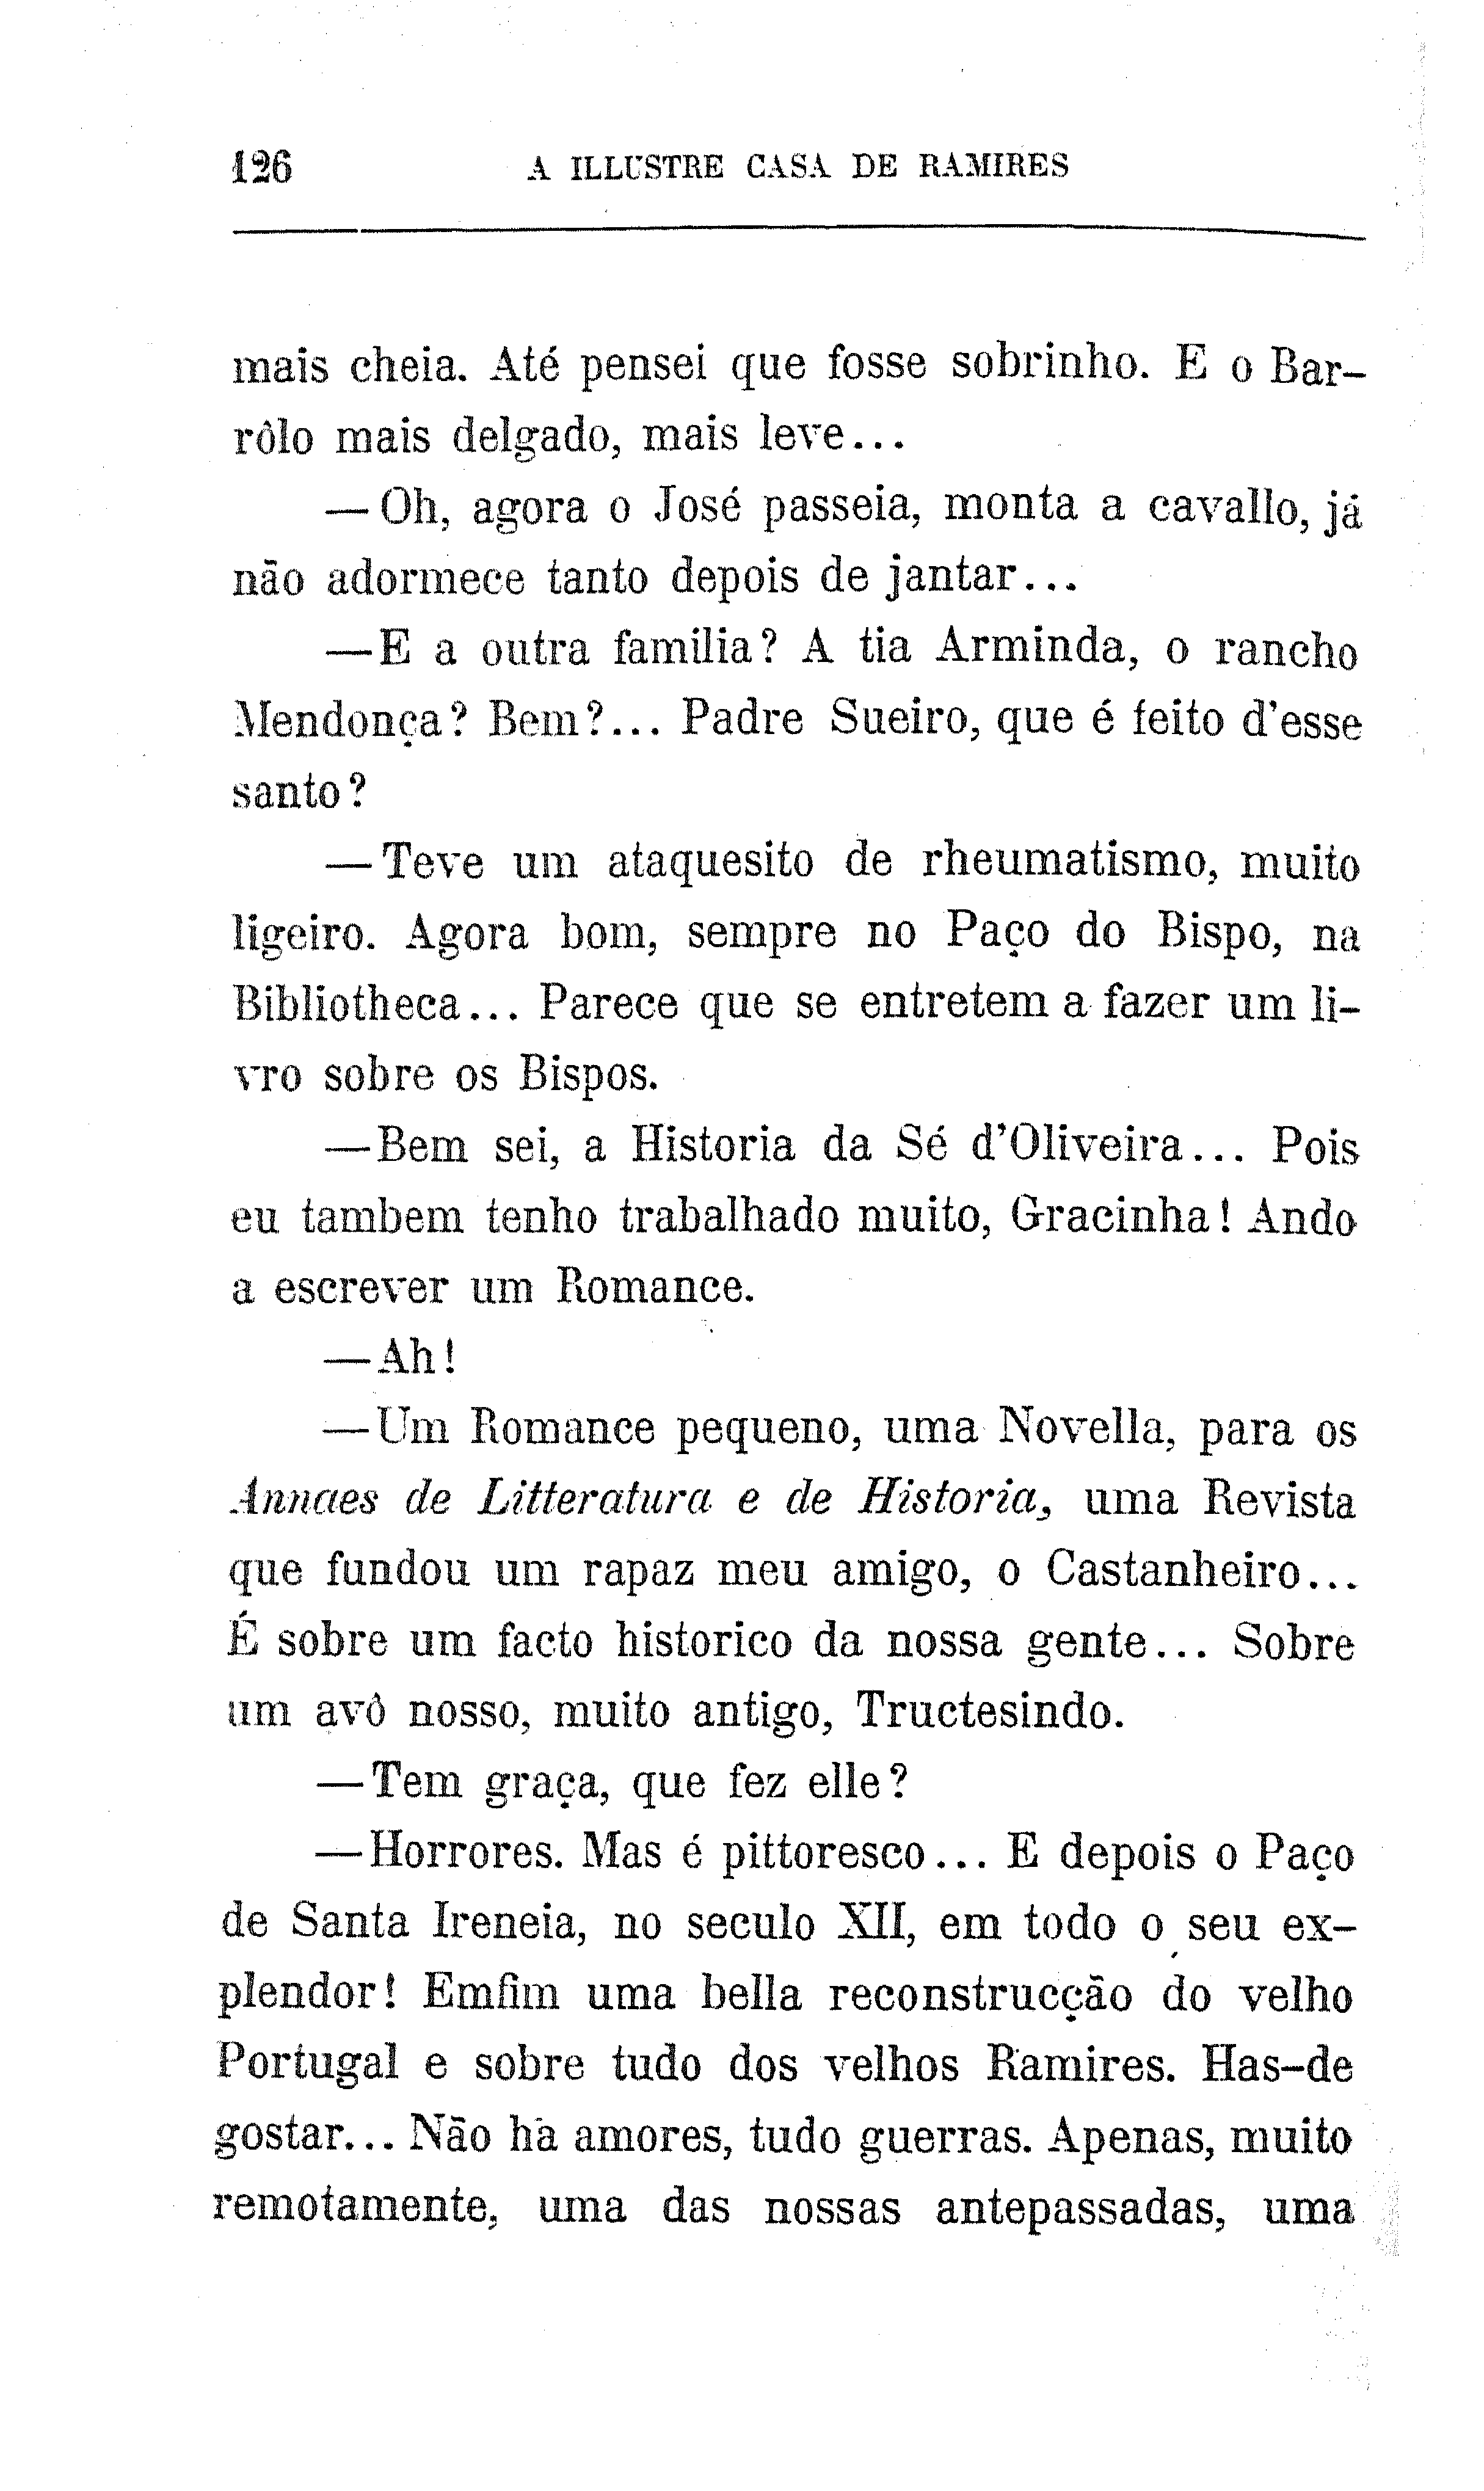 126 A ILLUSTRE CASA DE RAMIRES
mais cheia. Até pensei que fosse sobrinho. E o Bar-
rôlo mais delgado, mais leve...
—Oh, agora o José passeia, monta a cavallo, já
não adormece tanto depois de jantar...
—E a outra familia? A tia Arminda, o rancho
Mendonça? Bem?... Padre Sueiro, que é feito d'esse
santo?
—Teve um ataquesito de rheumatismo, muito
ligeiro. Agora bom, sempre no Paço do Bispo, na
Bibliotheca... Parece que se entretem a fazer um li-
vro sobre os Bispos.
—Bem sei, a Historia da Sé d'Oliveira... Pois
eu tambem tenho trabalhado muito, Gracinha! Ando
a escrever um Romance.
—Ah!
—Um Romance pequeno, uma Novella, para os
Annaes de Litteratura e de Historia, uma Revista
que fundou um rapaz meu amigo, o Castanheiro...
É sobre um facto historico da nossa gente... Sobre
um avô nosso, muito antigo, Tructesindo.
—Tem graça, que fez elle?
—Horrores. Mas é pittoresco... E depois o Paço
de Santa Ireneia, no seculo XII, em todo o seu ex-
plendor! Emfim uma bella reconstrucção do velho
Portugal e sobre tudo dos velhos Ramires. Has-de
gostar... Não ha amores, tudo guerras. Apenas, muito
remotamente, uma das nossas antepassadas, uma